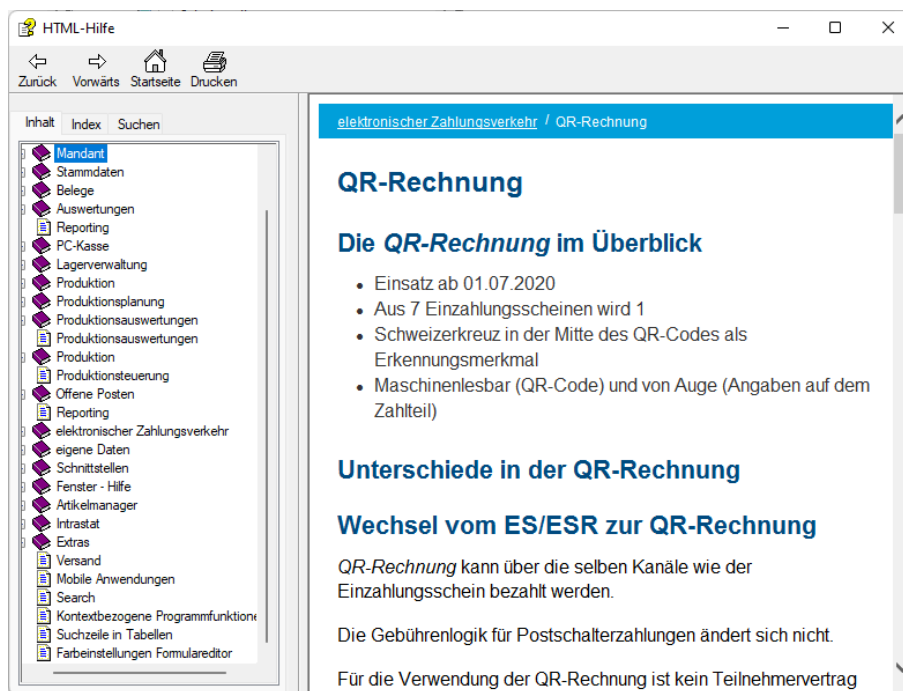 HTML-Hilfe
Zurück Vorwärts Startseite Drucken
Inhalt Index Suchen
Mandant
Stammdaten
Belege
Auswertungen
Reporting
PC-Kasse
Lagerverwaltung
Produktion
Produktionsplanung
Produktionsauswertungen
Produktionsauswertungen
Produktion
Produktionsteuerung
Offene Posten
Reporting
elektronischer Zahlungsverkehr
eigene Daten
Schnittstellen
Fenster - Hilfe
Artikelmanager
Intrastat
Extras
Versand
Mobile Anwendungen
Search
Kontextbezogene Programmfunktione
Suchzeile in Tabellen
Farbeinstellungen Formulareditor
elektronischer Zahlungsverkehr / QR-Rechnung
QR-Rechnung
Die QR-Rechnung im Überblick
• Einsatz ab 01.07.2020
• Aus 7 Einzahlungsscheinen wird 1
• Schweizerkreuz in der Mitte des QR-Codes als
Erkennungsmerkmal
• Maschinenlesbar (QR-Code) und von Auge (Angaben auf dem
Zahlteil)
Unterschiede in der QR-Rechnung
Wechsel vom ES/ESR zur QR-Rechnung
QR-Rechnung kann über die selben Kanäle wie der
Einzahlungsschein bezahlt werden.
Die Gebührenlogik für Postschalterzahlungen ändert sich nicht.
Für die Verwendung der QR-Rechnung ist kein Teilnehmervertrag